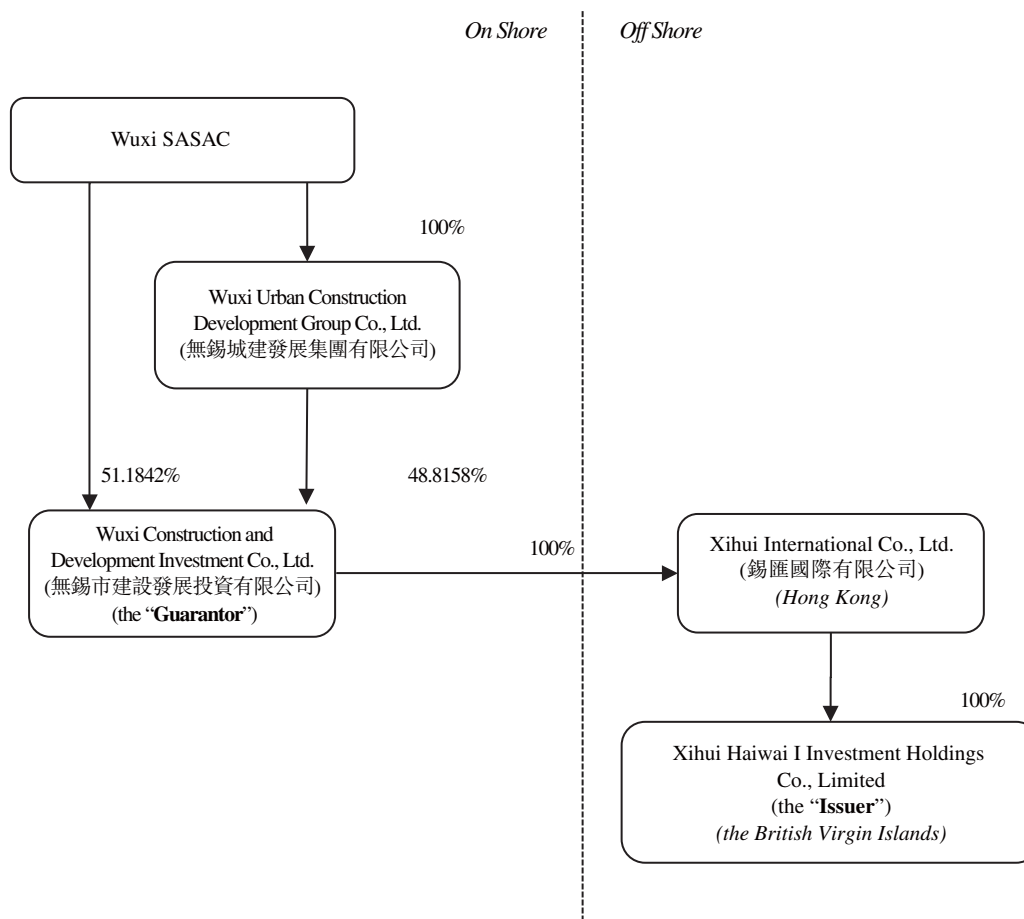 On Shore
Off Shore
Wuxi SASAC
100%
Wuxi Urban Construction
Development Group Co., Ltd.
(無錫城建發展集團有限公司)
51.1842%
48.8158%
Wuxi Construction and
Development Investment Co., Ltd.
(無錫市建設發展投資有限公司)
(the “Guarantor”)
100%
Xihui International Co., Ltd.
(錫匯國際有限公司)
(Hong Kong)
100%
Xihui Haiwai I Investment Holdings
Co., Limited
(the “Issuer”)
(the British Virgin Islands)